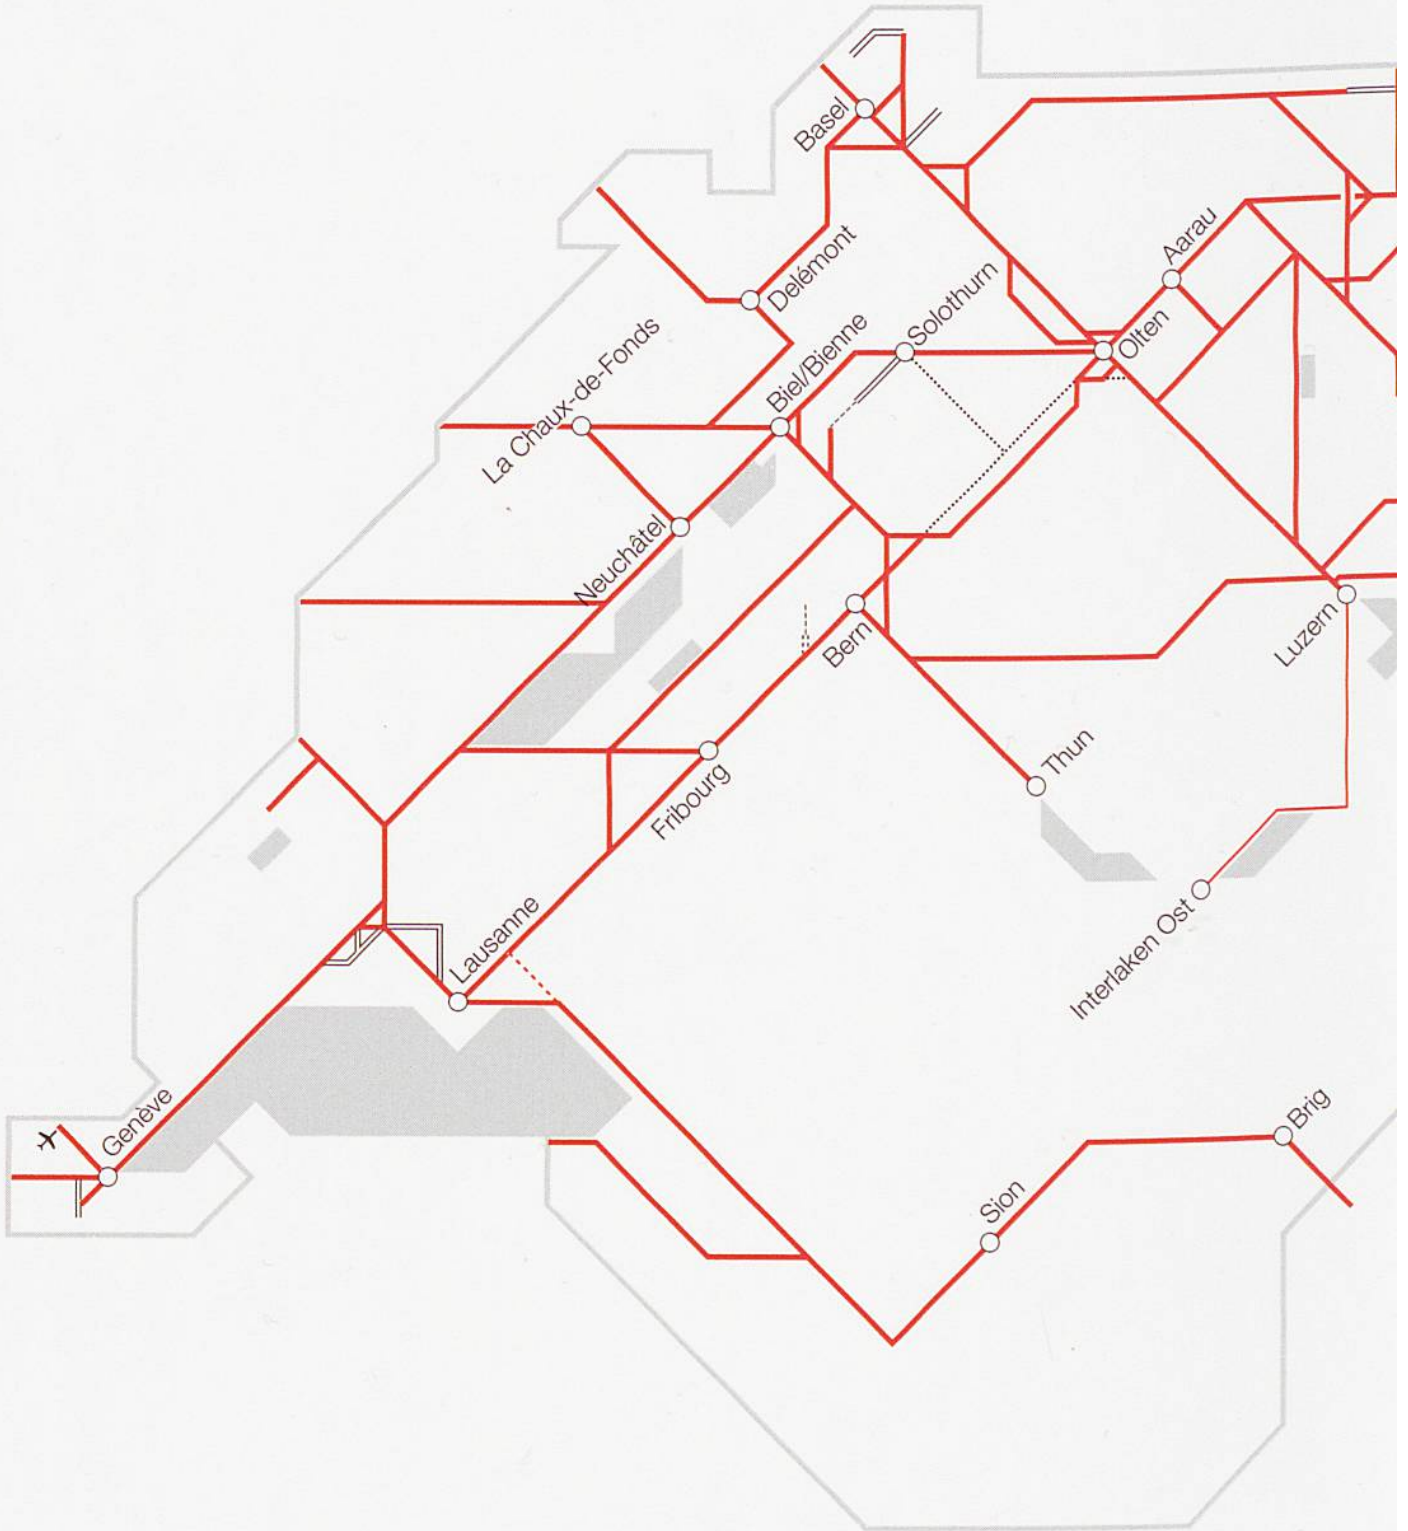 Basel
Aarau
Delémont
Solothurn
Olten
La Chaux-de-Fonds
Biel/Bienne
Neuchâtel
Bern
Luzern
Thun
Fribourg
Lausanne
Interlaken Ost
Genève
Brig
Sion